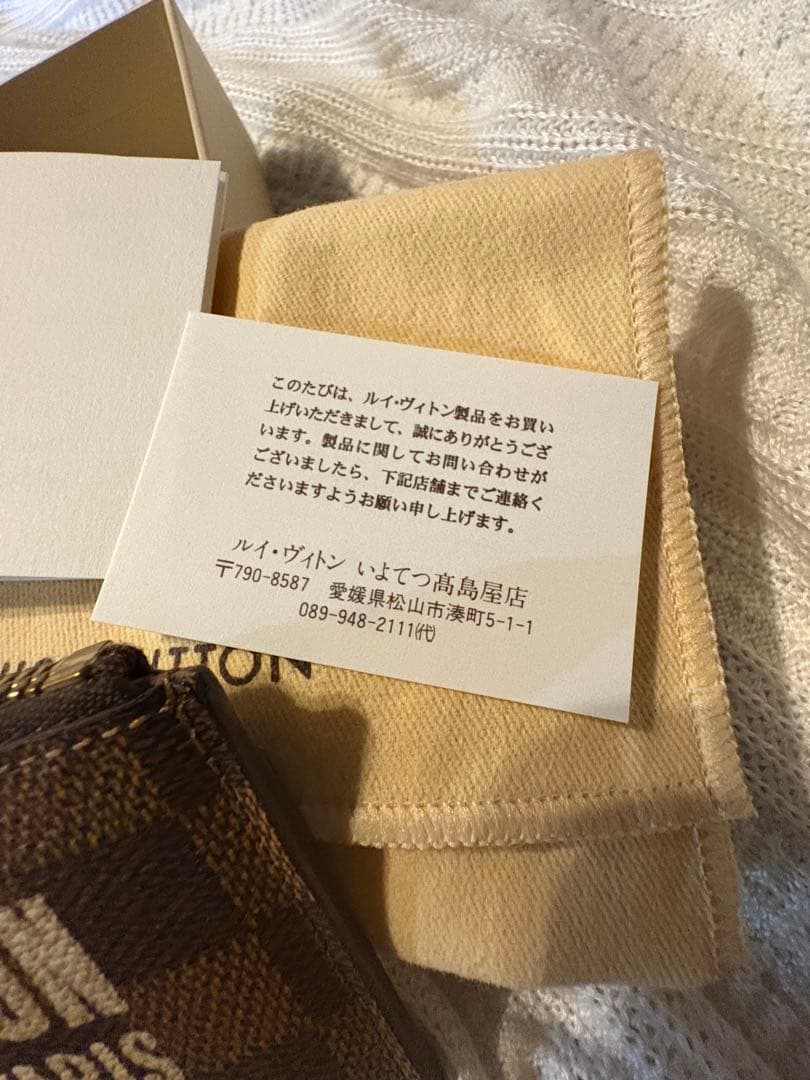 このたびは、ルイ・ヴィトン製品をお買い
上げいただきまして、誠にありがとうござ
います。製品に関してお問い合わせが
ございましたら、下記店舗までご連絡く
ださいますようお願い申し上げます。
ルイ・ヴィトン いよてつ髙島屋店
〒790-8587 愛媛県松山市湊町5-1-1
089-948-2111㈹